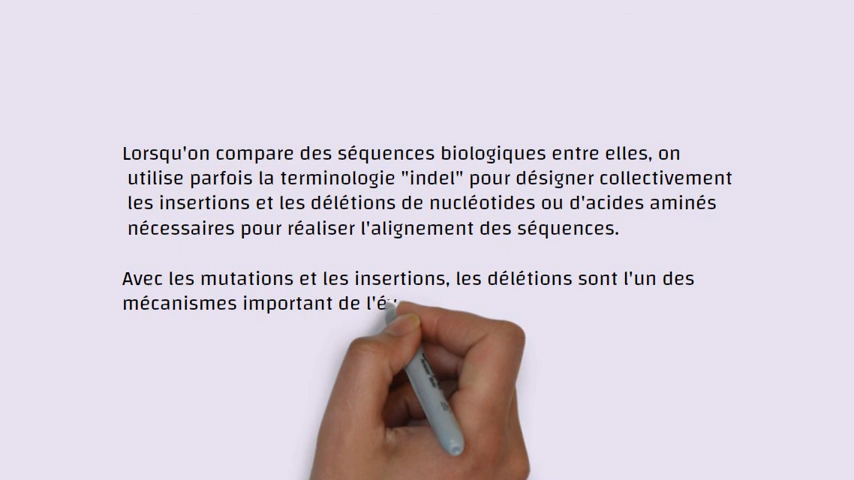 Lorsqu'on compare des séquences biologiques entre elles, on
utilise parfois la terminologie "indel" pour désigner collectivement
les insertions et les délétions de nucléotides ou d'acides aminés
nécessaires pour réaliser l'alignement des séquences.
Avec les mutations et les insertions, les délétions sont l'un des
mécanismes important de